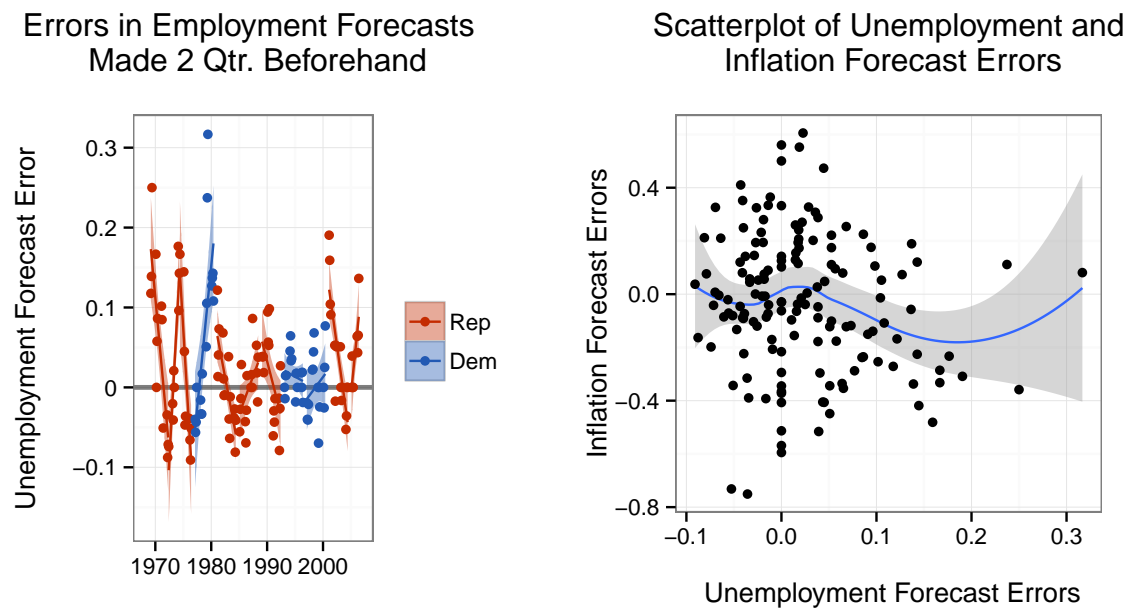 Errors in Employment Forecasts
Made 2 Qtr. Beforehand
Unemployment Forecast Error
0.3
0.2
0.1
0
−0.1
1970 1980 1990 2000
Rep
Dem
Scatterplot of Unemployment and
Inflation Forecast Errors
Inflation Forecast Errors
0.4
0.0
−0.4
−0.8
−0.1 0.0 0.1 0.2 0.3
Unemployment Forecast Errors